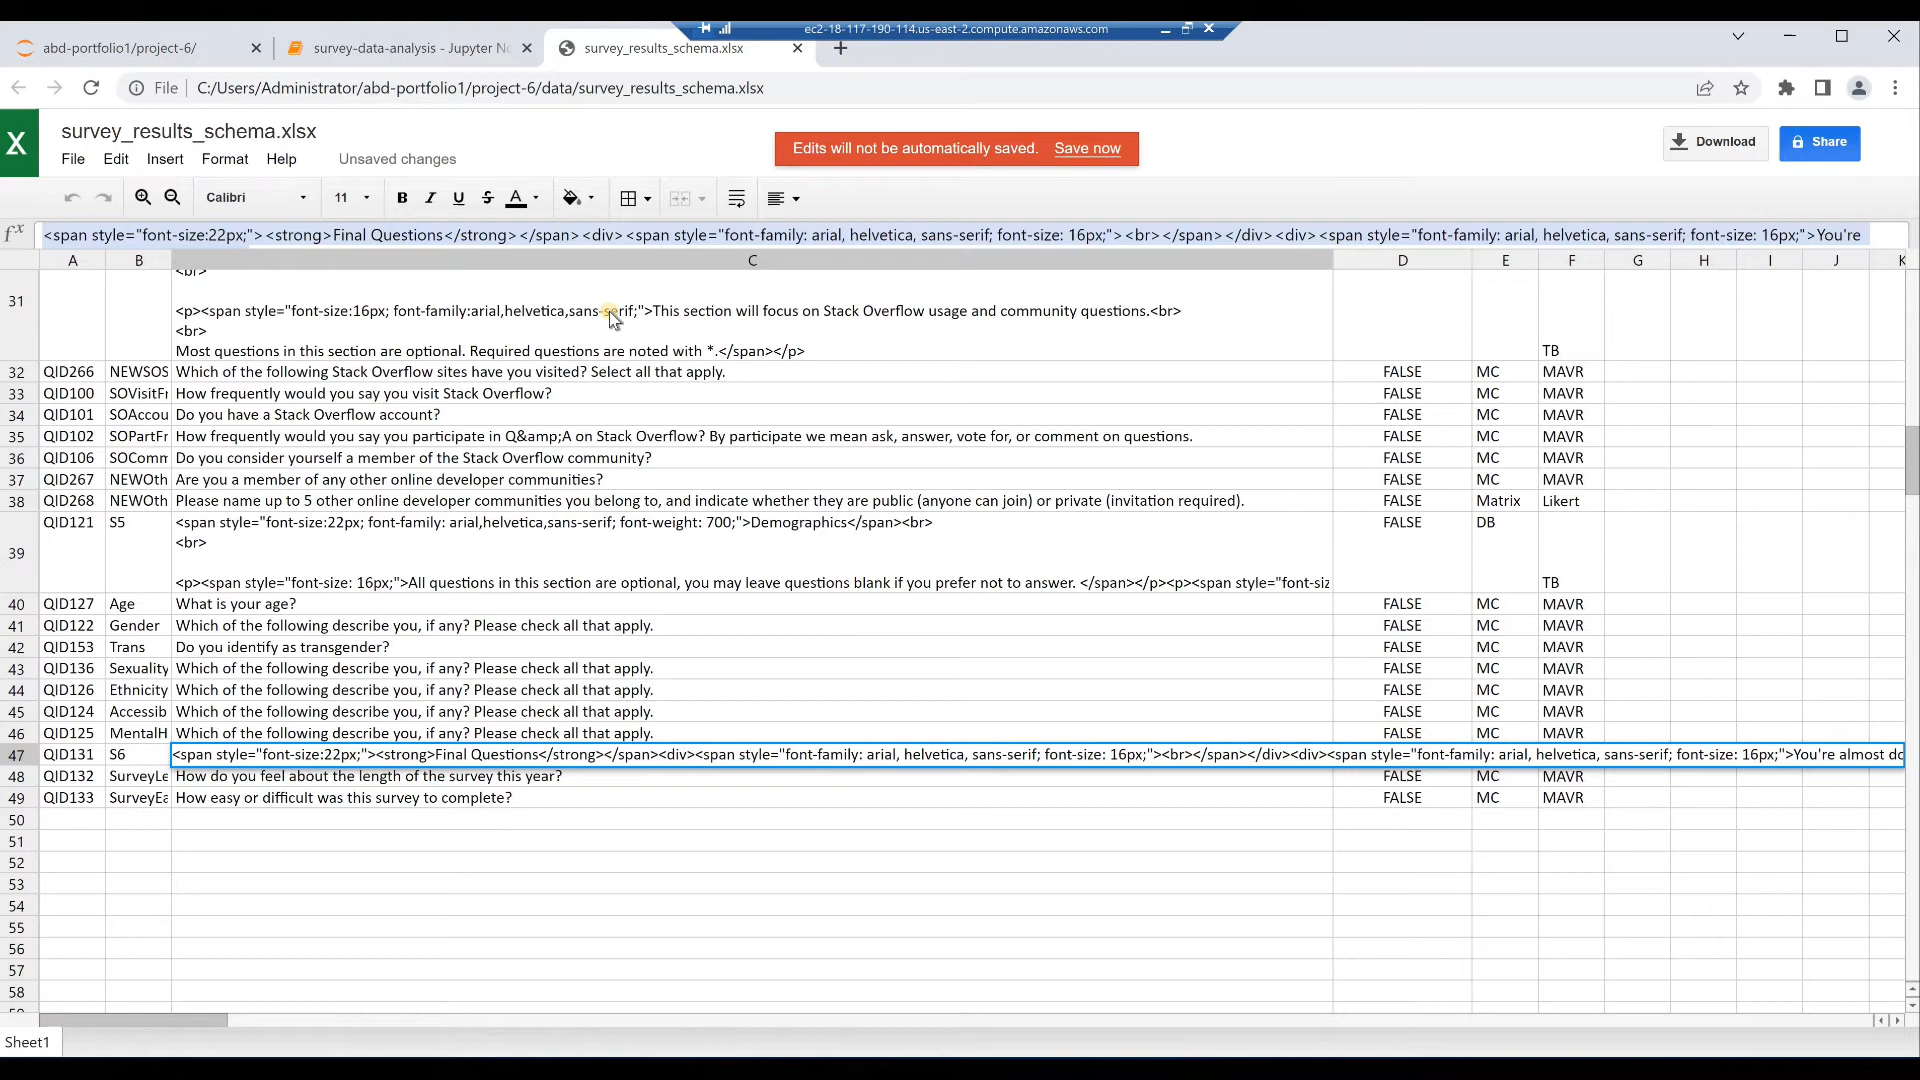 ec2-18-117-190-114.us-east-2.compute.amazonaws.com
abd-portfolio1/project-6/
survey-data-analysis - Jupyter No
survey_results_schema.xlsx
File C:/Users/Administrator/abd-portfolio1/project-6/data/survey_results_schema.xlsx
X
survey_results_schema.xlsx
File Edit Insert Format Help Unsaved changes
Edits will not be automatically saved. Save now
Download
Share
Calibri 11 B I U S A
fx <span style="font-size:22px;"><strong>Final Questions</strong></span><div><span style="font-family: arial, helvetica, sans-serif; font-size: 16px;"><br></span></div><div><span style="font-family: arial, helvetica, sans-serif; font-size: 16px;">You're
A B C D E F G H I J K
<br>
31 <p><span style="font-size:16px; font-family:arial,helvetica,sans-serif;">This section will focus on Stack Overflow usage and community questions.<br>
<br>
Most questions in this section are optional. Required questions are noted with *.</span></p> TB
32 QID266 NEWSOS Which of the following Stack Overflow sites have you visited? Select all that apply. FALSE MC MAVR
33 QID100 SOVisitFr How frequently would you say you visit Stack Overflow? FALSE MC MAVR
34 QID101 SOAccou Do you have a Stack Overflow account? FALSE MC MAVR
35 QID102 SOPartFr How frequently would you say you participate in Q&amp;A on Stack Overflow? By participate we mean ask, answer, vote for, or comment on questions. FALSE MC MAVR
36 QID106 SOComm Do you consider yourself a member of the Stack Overflow community? FALSE MC MAVR
37 QID267 NEWOth Are you a member of any other online developer communities? FALSE MC MAVR
38 QID268 NEWOth Please name up to 5 other online developer communities you belong to, and indicate whether they are public (anyone can join) or private (invitation required). FALSE Matrix Likert
QID121 S5 <span style="font-size:22px; font-family: arial,helvetica,sans-serif; font-weight: 700;">Demographics</span><br> FALSE DB
<br>
39
<p><span style="font-size: 16px;">All questions in this section are optional, you may leave questions blank if you prefer not to answer. </span></p><p><span style="font-siz TB
40 QID127 Age What is your age? FALSE MC MAVR
41 QID122 Gender Which of the following describe you, if any? Please check all that apply. FALSE MC MAVR
42 QID153 Trans Do you identify as transgender? FALSE MC MAVR
43 QID136 Sexuality Which of the following describe you, if any? Please check all that apply. FALSE MC MAVR
44 QID126 Ethnicity Which of the following describe you, if any? Please check all that apply. FALSE MC MAVR
45 QID124 Accessib Which of the following describe you, if any? Please check all that apply. FALSE MC MAVR
46 QID125 MentalH Which of the following describe you, if any? Please check all that apply. FALSE MC MAVR
47 QID131 S6 <span style="font-size:22px;"><strong>Final Questions</strong></span><div><span style="font-family: arial, helvetica, sans-serif; font-size: 16px;"><br></span></div><div><span style="font-family: arial, helvetica, sans-serif; font-size: 16px;">You're almost do
48 QID132 SurveyLe How do you feel about the length of the survey this year? FALSE MC MAVR
49 QID133 SurveyEa How easy or difficult was this survey to complete? FALSE MC MAVR
50
51
52
53
54
55
56
57
58
Sheet1